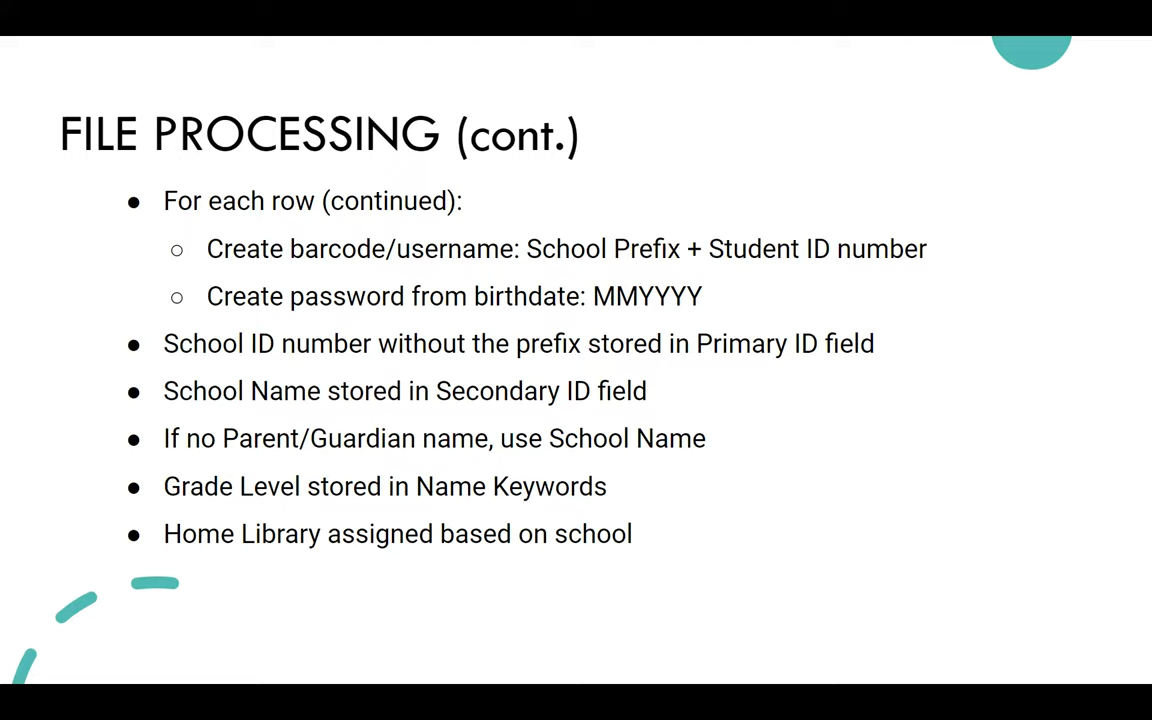 FILE PROCESSING (cont.)
● For each row (continued):
○ Create barcode/username: School Prefix + Student ID number
○ Create password from birthdate: MMYYYY
● School ID number without the prefix stored in Primary ID field
● School Name stored in Secondary ID field
● If no Parent/Guardian name, use School Name
● Grade Level stored in Name Keywords
● Home Library assigned based on school